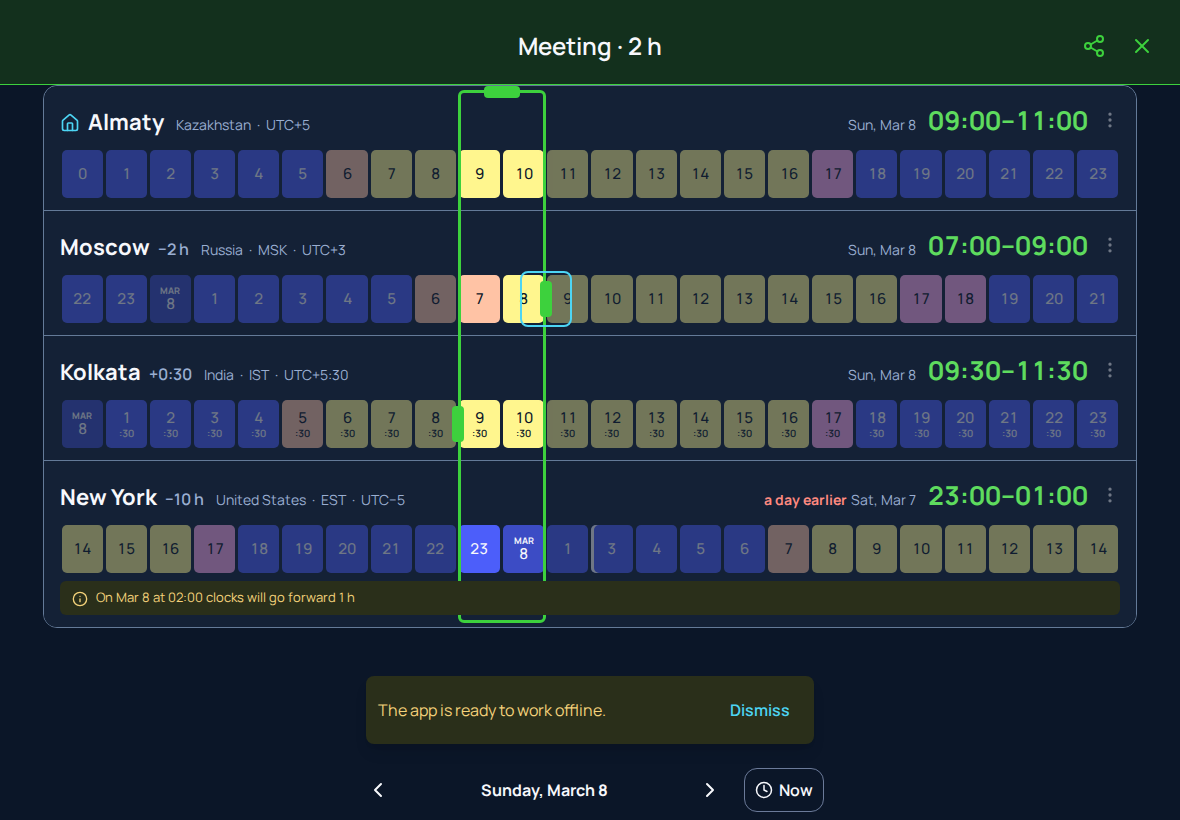 Meeting · 2 h
Almaty Kazakhstan · UTC+5 Sun, Mar 8 09:00–11:00
0 1 2 3 4 5 6 7 8 9 10 11 12 13 14 15 16 17 18 19 20 21 22 23
Moscow −2 h Russia · MSK · UTC+3 Sun, Mar 8 07:00–09:00
22 23 MAR 8 1 2 3 4 5 6 7 8 9 10 11 12 13 14 15 16 17 18 19 20 21
Kolkata +0:30 India · IST · UTC+5:30 Sun, Mar 8 09:30–11:30
MAR 8 1:30 2:30 3:30 4:30 5:30 6:30 7:30 8:30 9:30 10:30 11:30 12:30 13:30 14:30 15:30 16:30 17:30 18:30 19:30 20:30 21:30 22:30 23:30
New York −10 h United States · EST · UTC−5 a day earlier Sat, Mar 7 23:00–01:00
14 15 16 17 18 19 20 21 22 23 MAR 8 1 3 4 5 6 7 8 9 10 11 12 13 14
On Mar 8 at 02:00 clocks will go forward 1 h
The app is ready to work offline. Dismiss
Sunday, March 8 Now